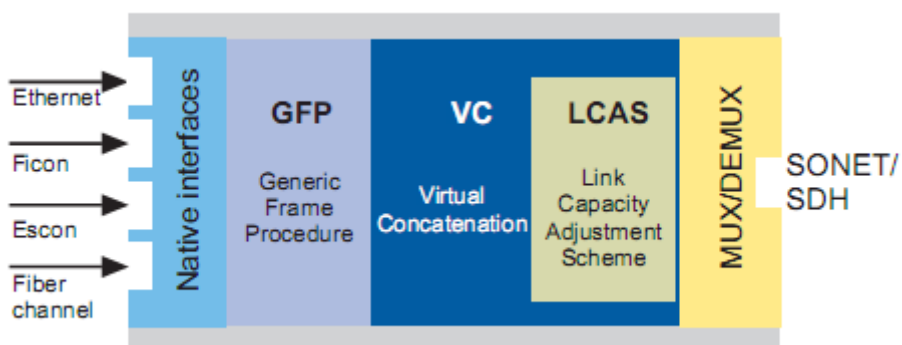 Ethernet
Ficon
Escon
Fiber
channel
Native interfaces
GFP
Generic
Frame
Procedure
VC
Virtual
Concatenation
LCAS
Link
Capacity
Adjustment
Scheme
MUX/DEMUX
SONET/
SDH